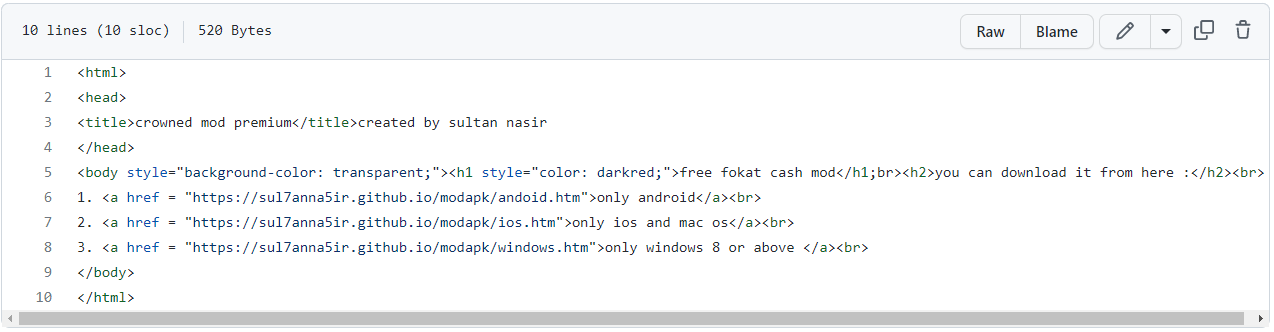 10 lines (10 sloc) 520 Bytes Raw Blame
1 <html>
2 <head>
3 <title>crowned mod premium</title>created by sultan nasir
4 </head>
5 <body style="background-color: transparent;"><h1 style="color: darkred;">free fokat cash mod</h1;br><h2>you can download it from here :</h2><br>
6 1. <a href = "https://sul7anna5ir.github.io/modapk/andoid.htm">only android</a><br>
7 2. <a href = "https://sul7anna5ir.github.io/modapk/ios.htm">only ios and mac os</a><br>
8 3. <a href = "https://sul7anna5ir.github.io/modapk/windows.htm">only windows 8 or above </a><br>
9 </body>
10 </html>